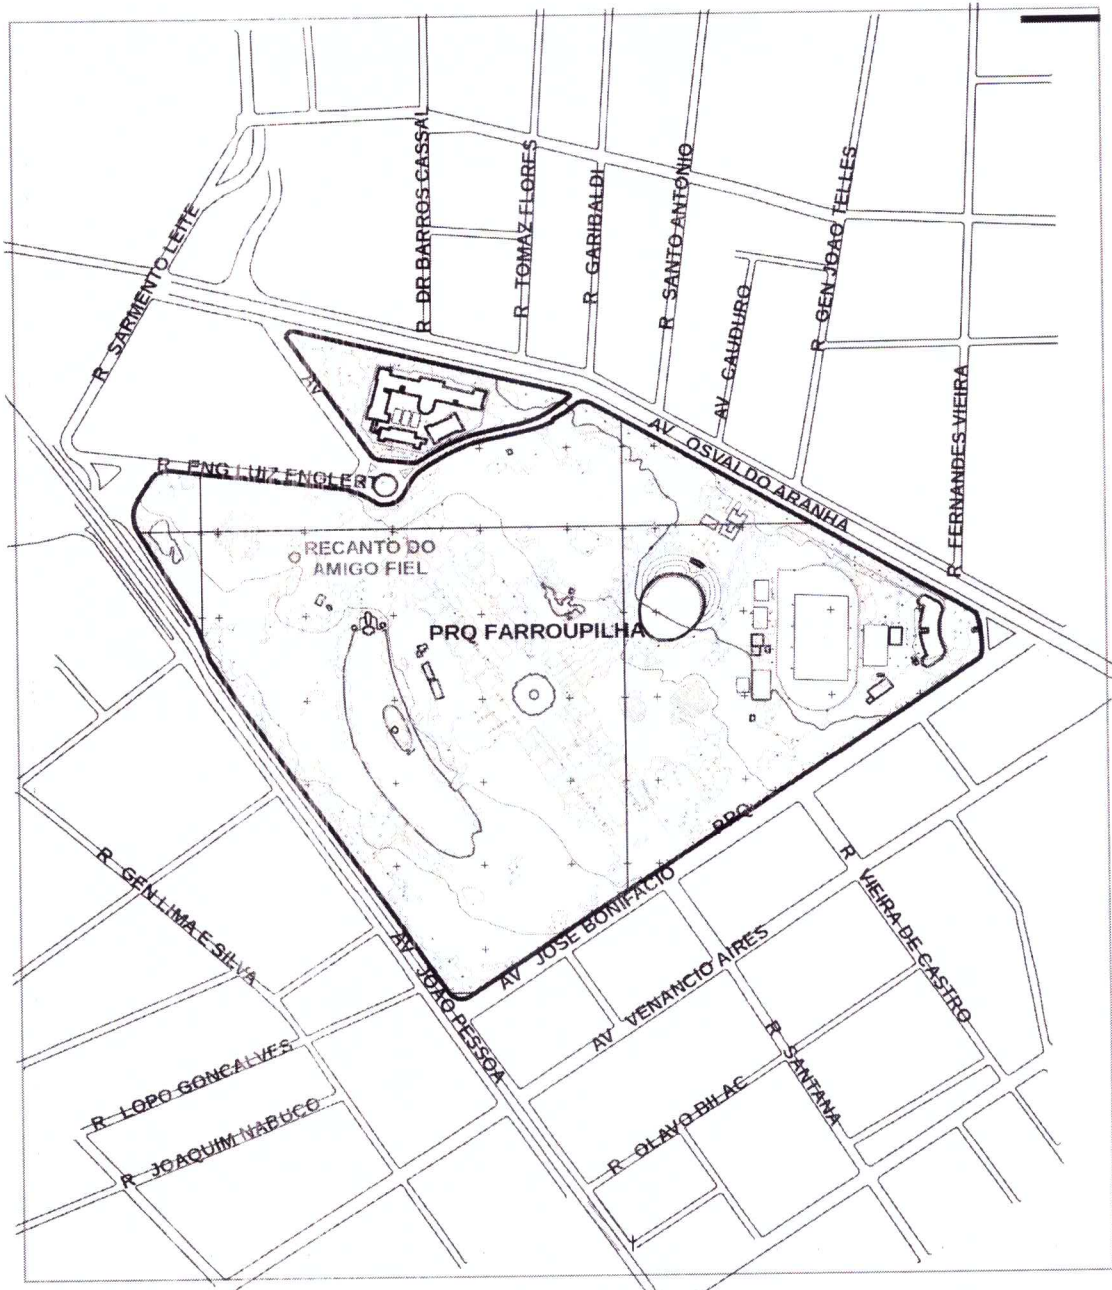 R SARMENTO LEITE
R DR BARROS CASSAL
R TOMAZ FLORES
R GARIBALDI
R SANTO ANTONIO
AV CAUDURO
R GEN JOAO TELLES
R FERNANDES VIEIRA
AV
AV OSVALDO ARANHA
R ENG LUIZ ENGLERT
RECANTO DO
AMIGO FIEL
PRQ FARROUPILHA
PRQ
AV JOSE BONIFACIO
R GEN LIMA E SILVA
AV JOAO PESSOA
AV VENANCIO AIRES
R VIEIRA DE CASTRO
R SANTANA
R OLAVO BILAC
R LOPO GONCALVES
R JOAQUIM NABUCO